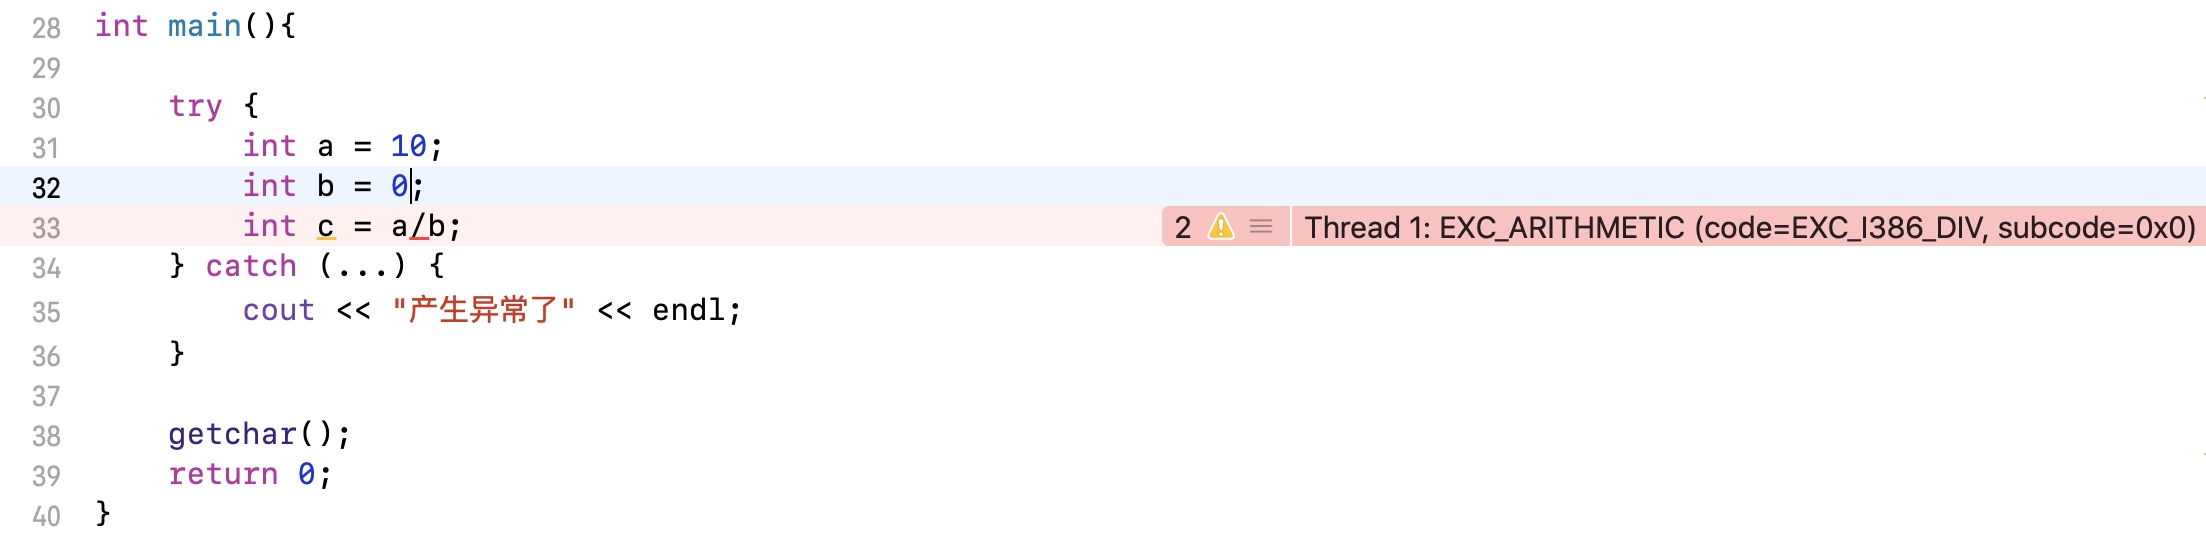 28 int main(){
29
30     try {
31         int a = 10;
32         int b = 0;
33         int c = a/b; 2 Thread 1: EXC_ARITHMETIC (code=EXC_I386_DIV, subcode=0x0)
34     } catch (...) {
35         cout << "产生异常了" << endl;
36     }
37
38     getchar();
39     return 0;
40 }